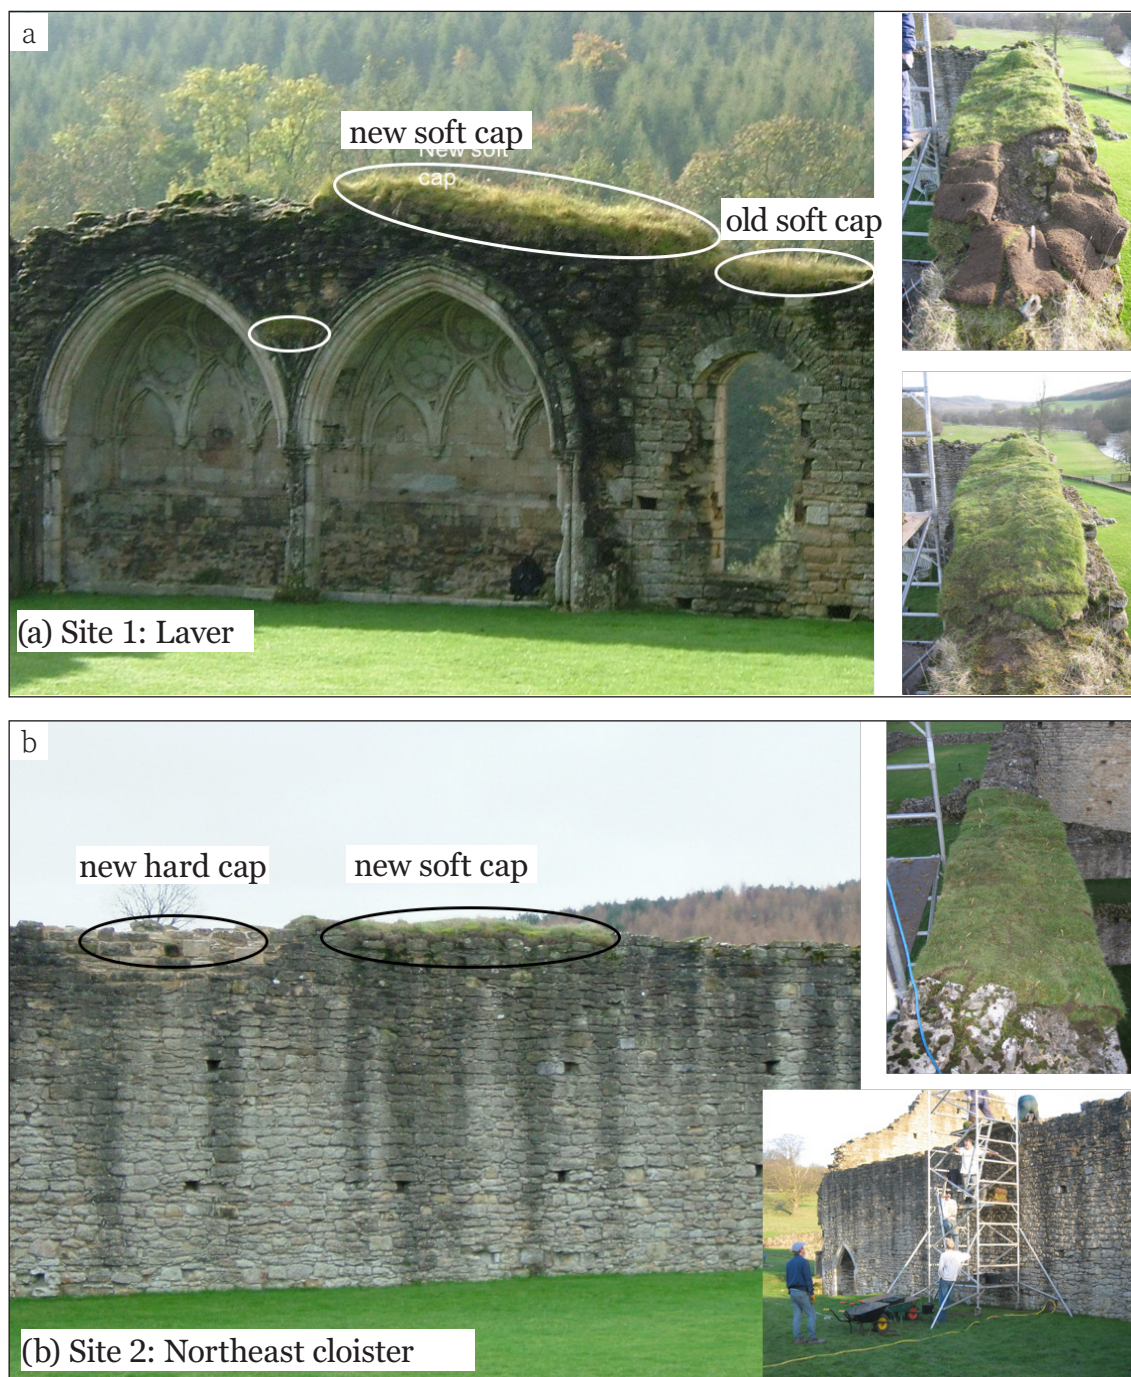 a
new soft cap
New soft
cap
old soft cap
(a) Site 1: Laver
b
new hard cap
new soft cap
(b) Site 2: Northeast cloister